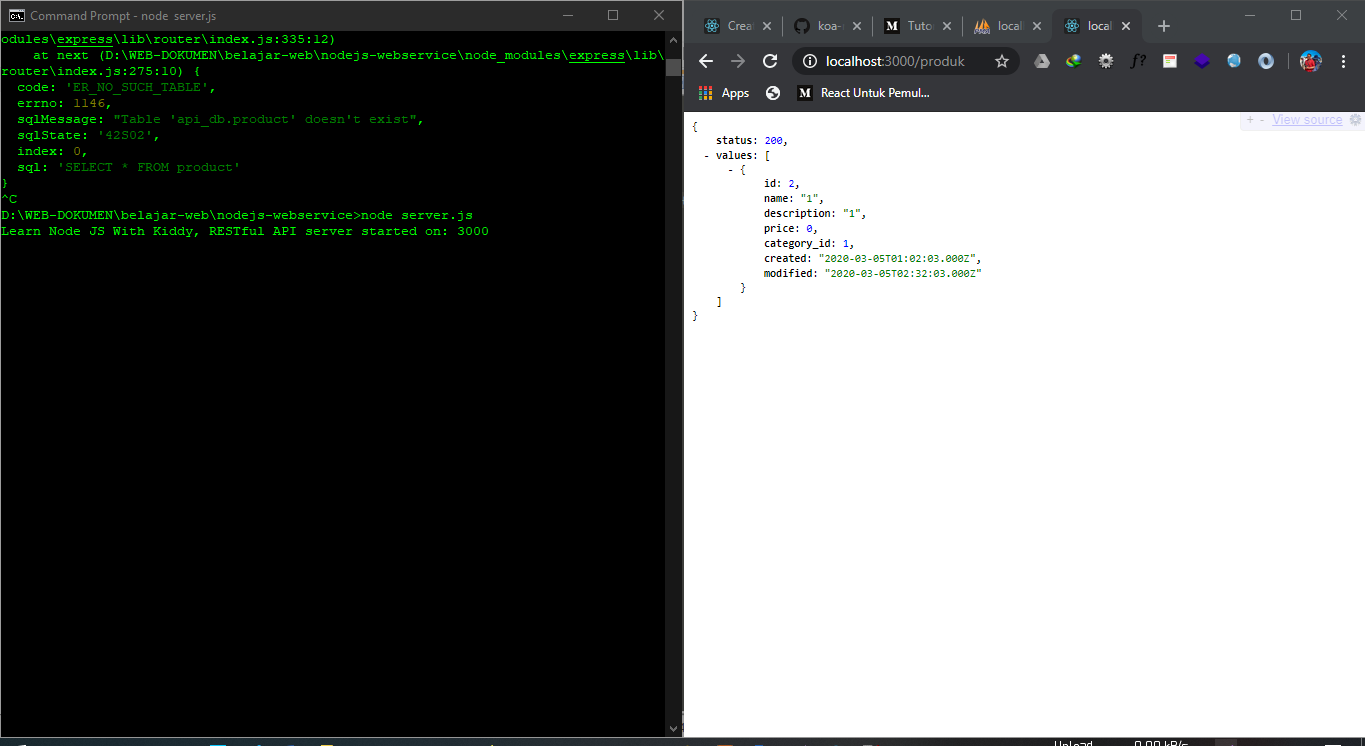 Command Prompt - node server.js
odules\express\lib\router\index.js:335:12)
    at next (D:\WEB-DOKUMEN\belajar-web\nodejs-webservice\node_modules\express\lib\
router\index.js:275:10) {
  code: 'ER_NO_SUCH_TABLE',
  errno: 1146,
  sqlMessage: "Table 'api_db.product' doesn't exist",
  sqlState: '42S02',
  index: 0,
  sql: 'SELECT * FROM product'
}
^C
D:\WEB-DOKUMEN\belajar-web\nodejs-webservice>node server.js
Learn Node JS With Kiddy, RESTful API server started on: 3000
Crea koa- Tuto locall local
localhost:3000/produk
f?
Apps M React Untuk Pemul...
+ - View source
{
    status: 200,
  - values: [
      - {
            id: 2,
            name: "1",
            description: "1",
            price: 0,
            category_id: 1,
            created: "2020-03-05T01:02:03.000Z",
            modified: "2020-03-05T02:32:03.000Z"
        }
    ]
}